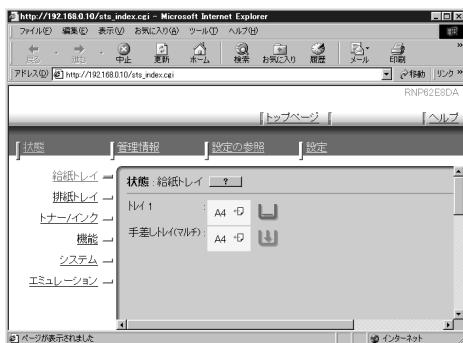 http://192.168.0.10/sts_index.cgi - Microsoft Internet Explorer
ファイル(F) 編集(E) 表示(V) お気に入り(A) ツール(T) ヘルプ(H)
戻る 進む 中止 更新 ホーム 検索 お気に入り 履歴 メール 印刷
アドレス(D) http://192.168.0.10/sts_index.cgi 移動 リンク »
RNP62E8DA
トップページ ヘルプ
状態 管理情報 設定の参照 設定
給紙トレイ
排紙トレイ
トナー/インク
機能
システム
エミュレーション
状態 : 給紙トレイ ?
トレイ 1 : A4
手差しトレイ(マルチ) : A4
ページが表示されました インターネット